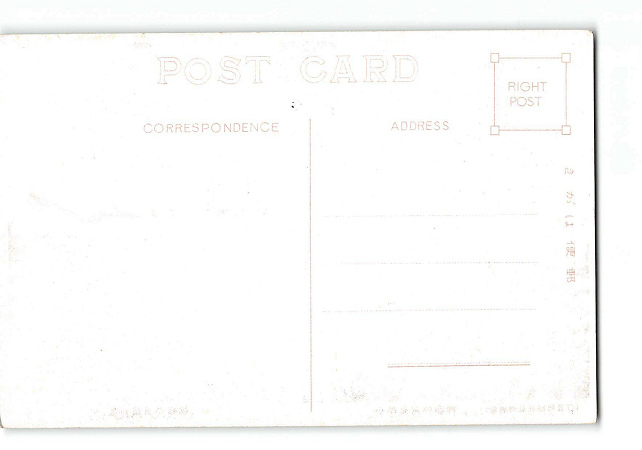 POST CARD
CORRESPONDENCE
ADDRESS
RIGHT
POST
きがは便郵